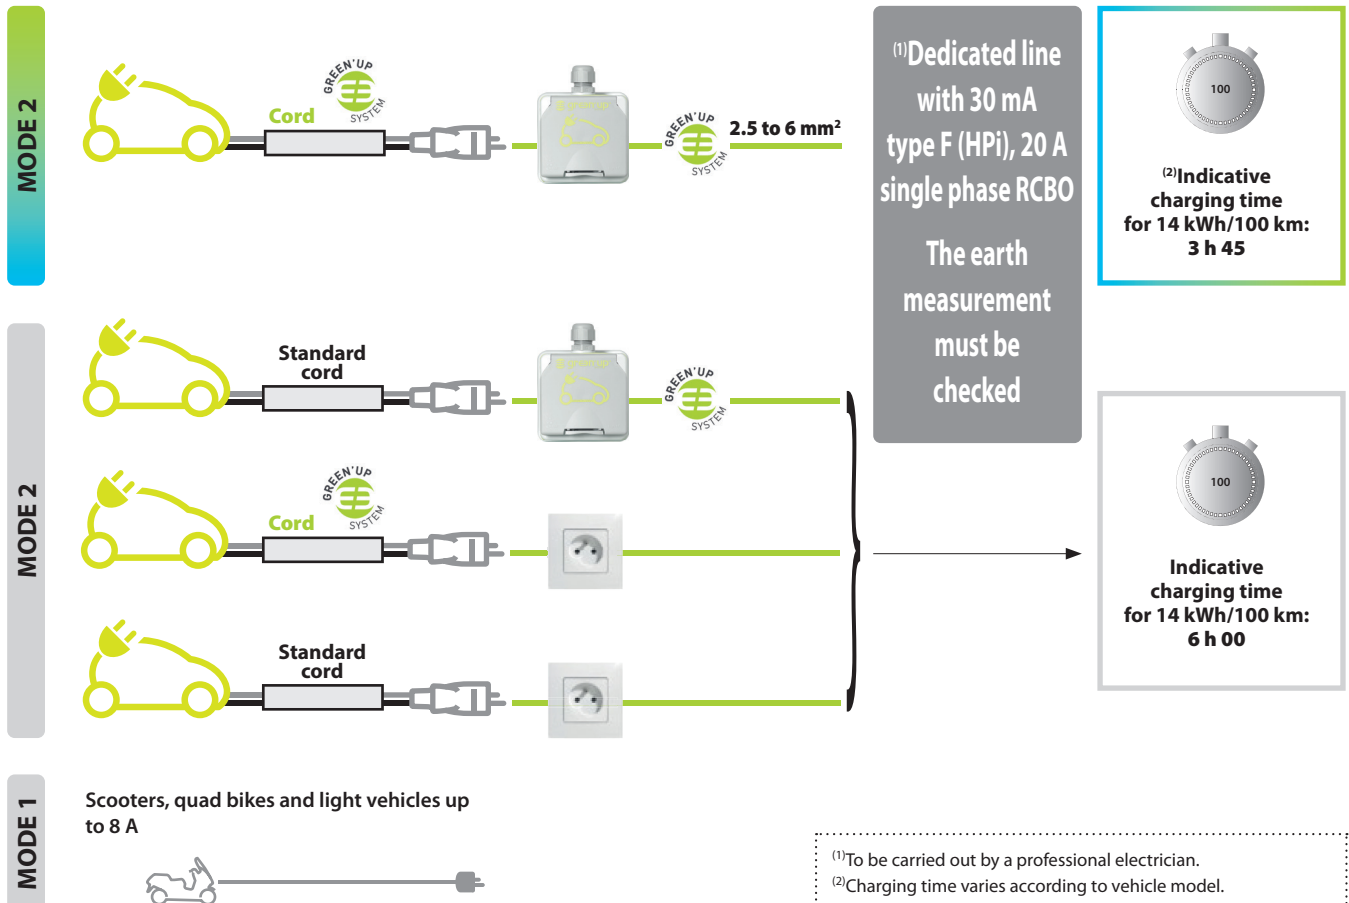 MODE 2
GREEN'UP
SYSTEM
Cord
GREEN'UP
SYSTEM
2.5 to 6 mm²
(1)Dedicated line
with 30 mA
type F (HPi), 20 A
single phase RCBO
The earth
measurement
must be
checked
100
(2)Indicative
charging time
for 14 kWh/100 km:
3 h 45
MODE 2
Standard
cord
GREEN'UP
SYSTEM
GREEN'UP
SYSTEM
Cord
Standard
cord
100
Indicative
charging time
for 14 kWh/100 km:
6 h 00
MODE 1
Scooters, quad bikes and light vehicles up
to 8 A
(1)To be carried out by a professional electrician.
(2)Charging time varies according to vehicle model.